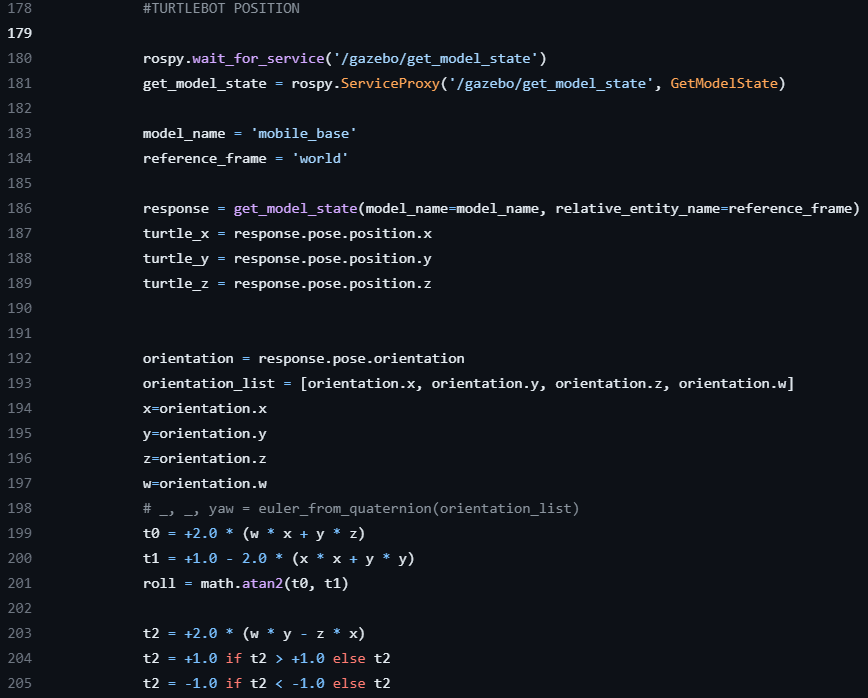 178 #TURTLEBOT POSITION
179
180 rospy.wait_for_service('/gazebo/get_model_state')
181 get_model_state = rospy.ServiceProxy('/gazebo/get_model_state', GetModelState)
182
183 model_name = 'mobile_base'
184 reference_frame = 'world'
185
186 response = get_model_state(model_name=model_name, relative_entity_name=reference_frame)
187 turtle_x = response.pose.position.x
188 turtle_y = response.pose.position.y
189 turtle_z = response.pose.position.z
190
191
192 orientation = response.pose.orientation
193 orientation_list = [orientation.x, orientation.y, orientation.z, orientation.w]
194 x=orientation.x
195 y=orientation.y
196 z=orientation.z
197 w=orientation.w
198 # _, _, yaw = euler_from_quaternion(orientation_list)
199 t0 = +2.0 * (w * x + y * z)
200 t1 = +1.0 - 2.0 * (x * x + y * y)
201 roll = math.atan2(t0, t1)
202
203 t2 = +2.0 * (w * y - z * x)
204 t2 = +1.0 if t2 > +1.0 else t2
205 t2 = -1.0 if t2 < -1.0 else t2